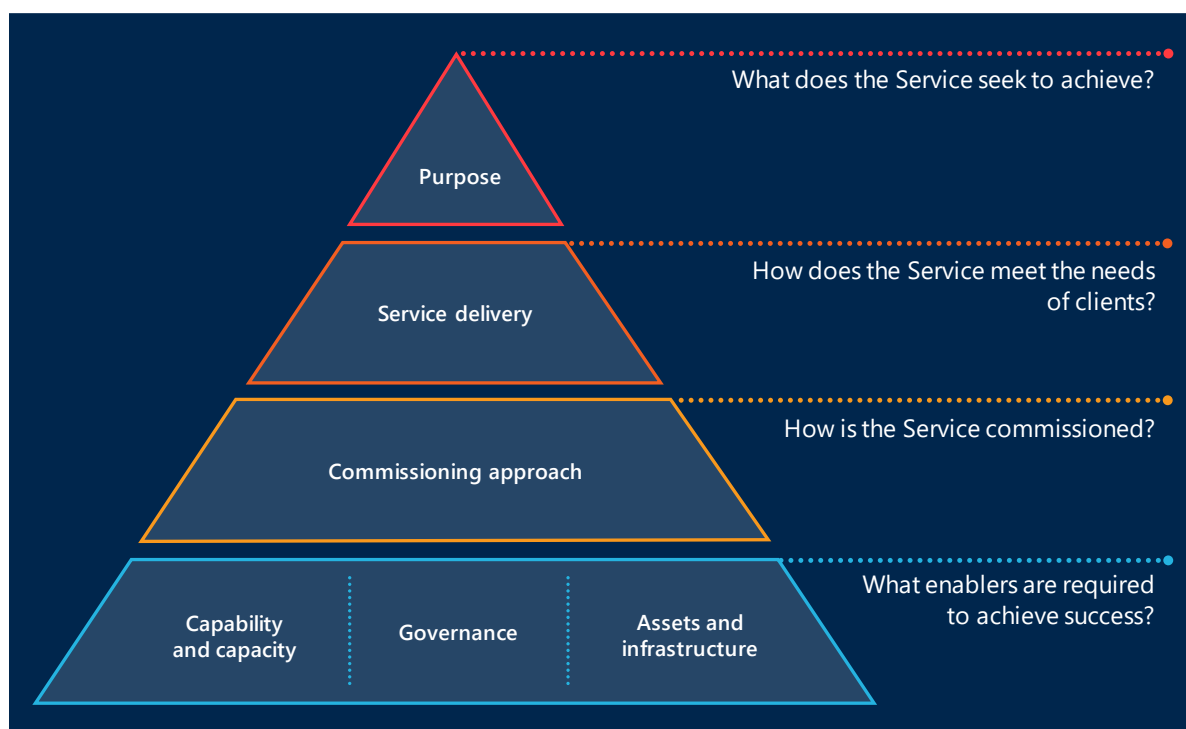 What does the Service seek to achieve?
Purpose
How does the Service meet the needs
of clients?
Service delivery
How is the Service commissioned?
Commissioning approach
What enablers are required
to achieve success?
Capability
and capacity
Governance
Assets and
infrastructure